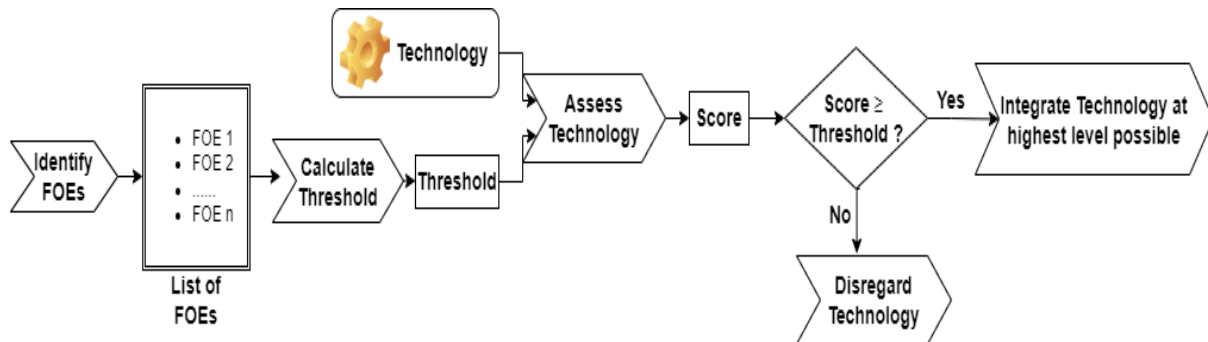 Identify
FOEs
• FOE 1
• FOE 2
• ......
• FOE n
List of
FOEs
Calculate
Threshold
Threshold
Technology
Assess
Technology
Score
Score ≥
Threshold ?
Yes
Integrate Technology at
highest level possible
No
Disregard
Technology